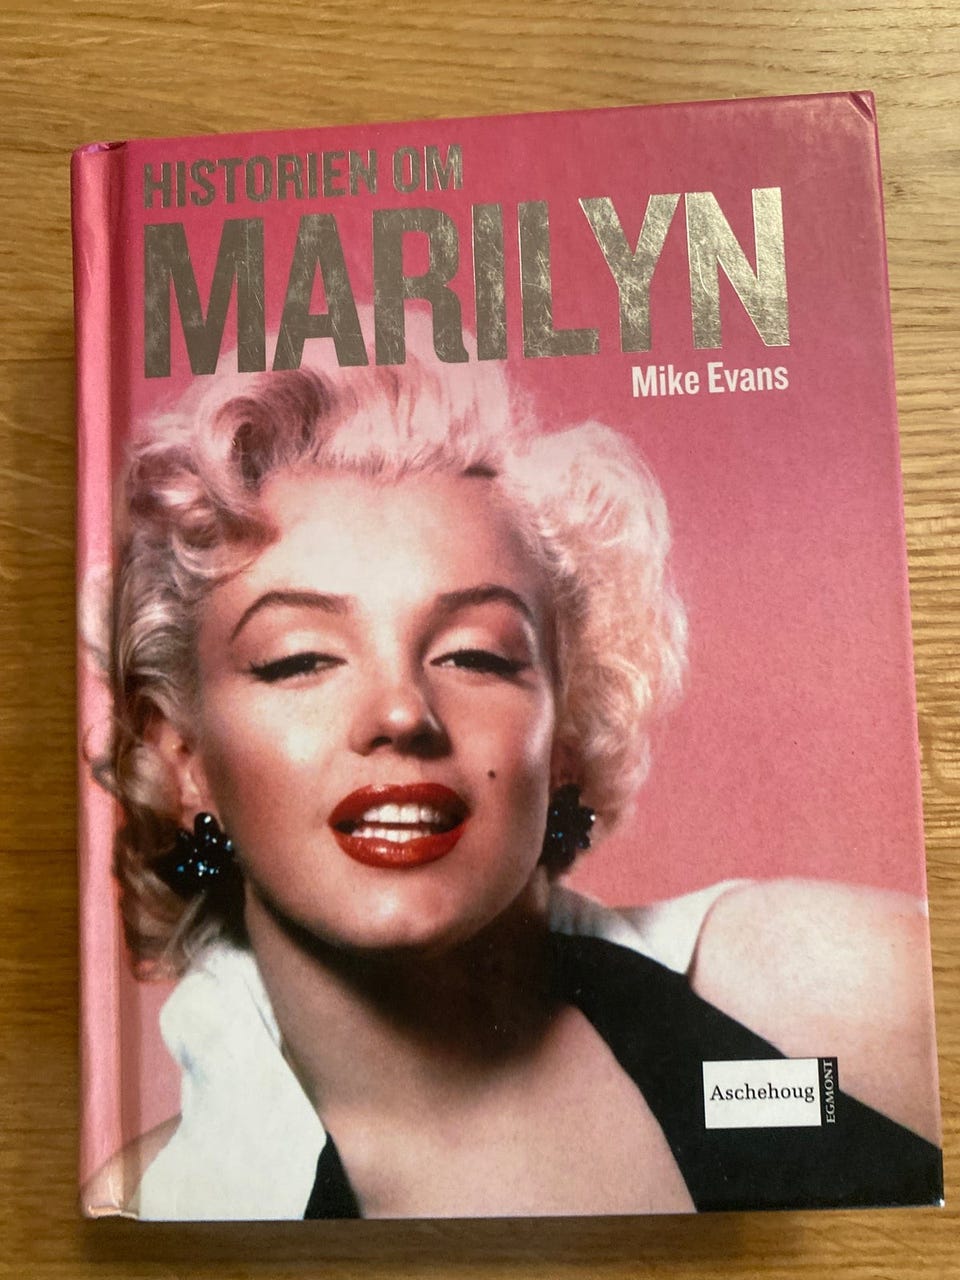 HISTORIEN OM
MARILYN
Mike Evans
Aschehoug
EGMONT